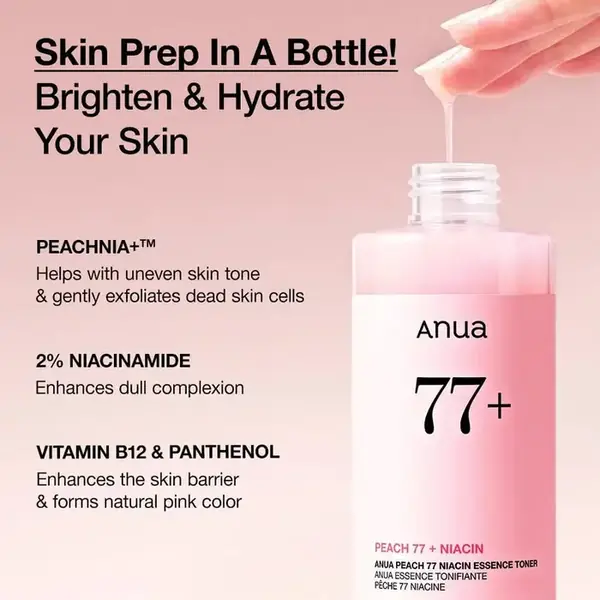 Skin Prep In A Bottle!
Brighten & Hydrate
Your Skin
PEACHNIA+™
Helps with uneven skin tone
& gently exfoliates dead skin cells
2% NIACINAMIDE
Enhances dull complexion
VITAMIN B12 & PANTHENOL
Enhances the skin barrier
& forms natural pink color
Anua
77+
PEACH 77 + NIACIN
ANUA PEACH 77 NIACIN ESSENCE TONER
ANUA ESSENCE TONIFIANTE
PÊCHE 77 NIACINE